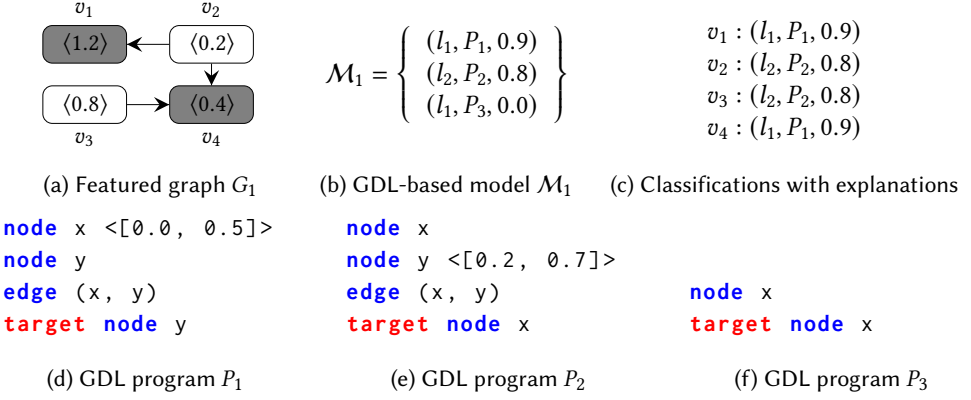 v₁ v₂
⟨1.2⟩ ⟨0.2⟩
⟨0.8⟩ ⟨0.4⟩
v₃ v₄
(a) Featured graph G₁
M₁ = { (l₁, P₁, 0.9)
(l₂, P₂, 0.8)
(l₁, P₃, 0.0) }
(b) GDL-based model M₁
v₁ : (l₁, P₁, 0.9)
v₂ : (l₂, P₂, 0.8)
v₃ : (l₂, P₂, 0.8)
v₄ : (l₁, P₁, 0.9)
(c) Classifications with explanations
node x <[0.0, 0.5]>
node y
edge (x, y)
target node y
(d) GDL program P₁
node x
node y <[0.2, 0.7]>
edge (x, y)
target node x
(e) GDL program P₂
node x
target node x
(f) GDL program P₃